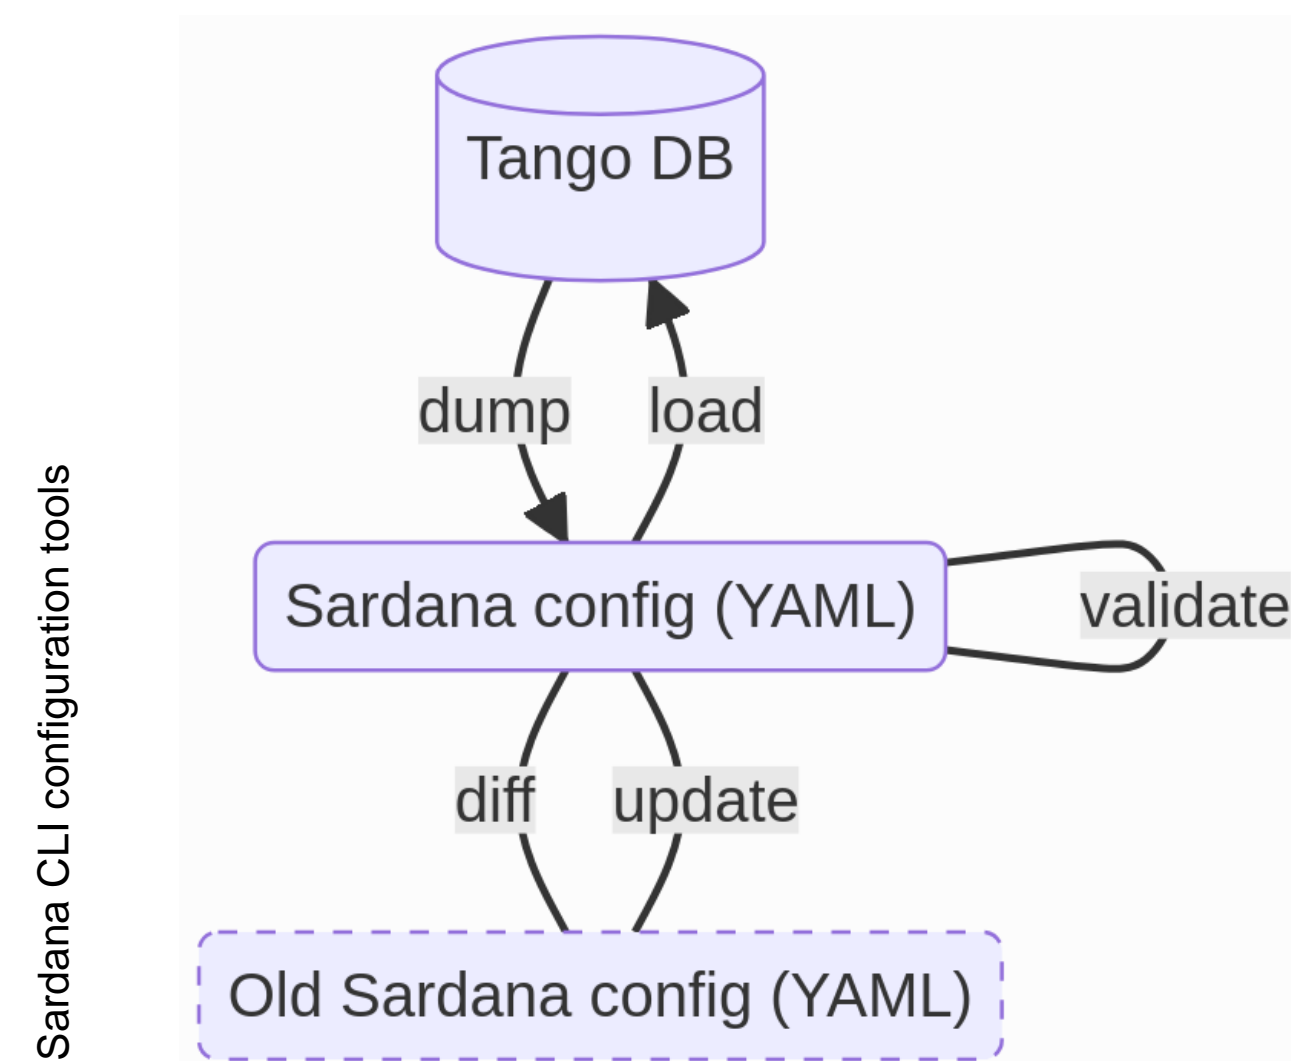 Tango DB
dump
load
Sardana config (YAML)
validate
diff
update
Old Sardana config (YAML)
Sardana CLI configuration tools